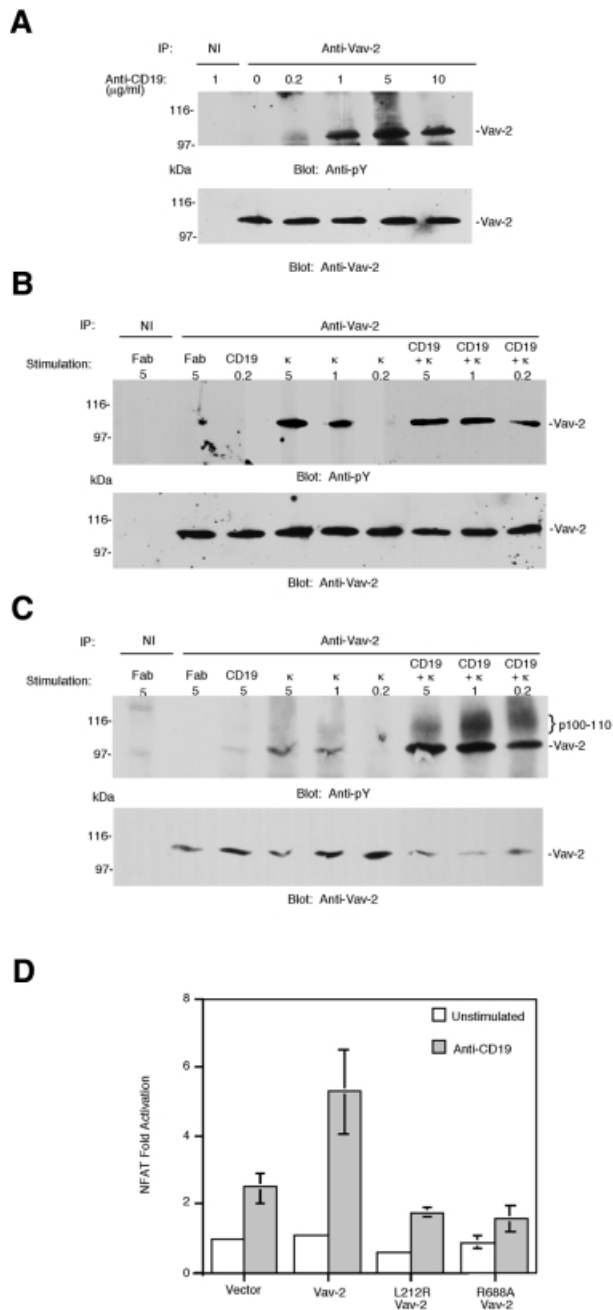 A
IP: NI Anti-Vav-2
Anti-CD19: 1 0 0.2 1 5 10
(µg/ml)
116-
-Vav-2
97-
kDa Blot: Anti-pY
116-
-Vav-2
97-
Blot: Anti-Vav-2
B
IP: NI Anti-Vav-2
CD19 CD19 CD19
Stimulation: Fab Fab CD19 κ κ κ + κ + κ + κ
5 5 0.2 5 1 0.2 5 1 0.2
116-
-Vav-2
97-
Blot: Anti-pY
kDa
116-
-Vav-2
97-
Blot: Anti-Vav-2
C
IP: NI Anti-Vav-2
CD19 CD19 CD19
Stimulation: Fab Fab CD19 κ κ κ + κ + κ + κ
5 5 5 5 1 0.2 5 1 0.2
116-
}p100-110
-Vav-2
97-
Blot: Anti-pY
kDa
116-
-Vav-2
97-
Blot: Anti-Vav-2
D
8
Unstimulated
Anti-CD19
6
NFAT Fold Activation
4
2
0
Vector Vav-2 L212R R688A
Vav-2 Vav-2